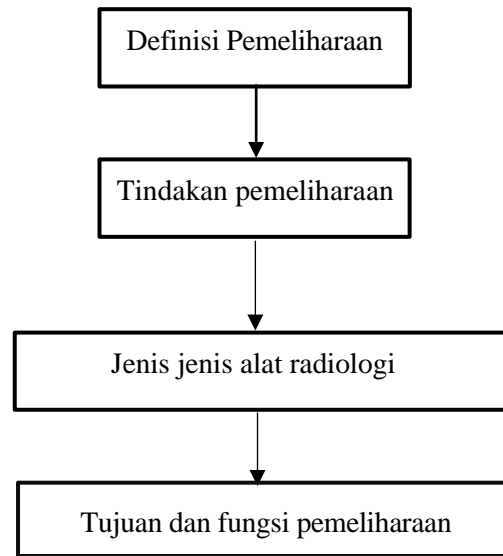 Definisi Pemeliharaan
Tindakan pemeliharaan
Jenis jenis alat radiologi
Tujuan dan fungsi pemeliharaan